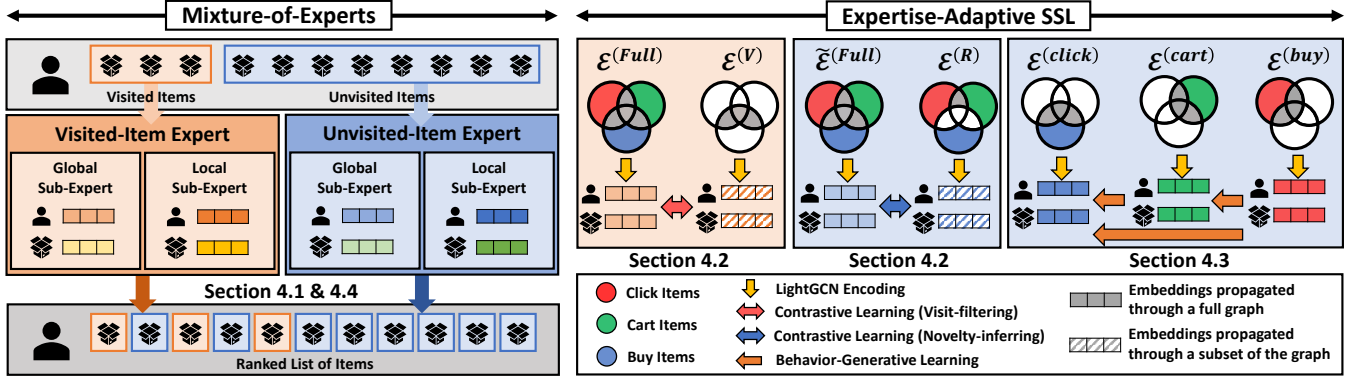 Mixture-of-Experts
Visited Items
Unvisited Items
Visited-Item Expert
Unvisited-Item Expert
Global
Sub-Expert
Local
Sub-Expert
Global
Sub-Expert
Local
Sub-Expert
Section 4.1 & 4.4
Ranked List of Items
Expertise-Adaptive SSL
ℰ^(Full)
ℰ^(V)
ℰ̃^(Full)
ℰ^(R)
ℰ^(click)
ℰ^(cart)
ℰ^(buy)
Section 4.2
Section 4.2
Section 4.3
Click Items
Cart Items
Buy Items
LightGCN Encoding
Contrastive Learning (Visit-filtering)
Contrastive Learning (Novelty-inferring)
Behavior-Generative Learning
Embeddings propagated
through a full graph
Embeddings propagated
through a subset of the graph